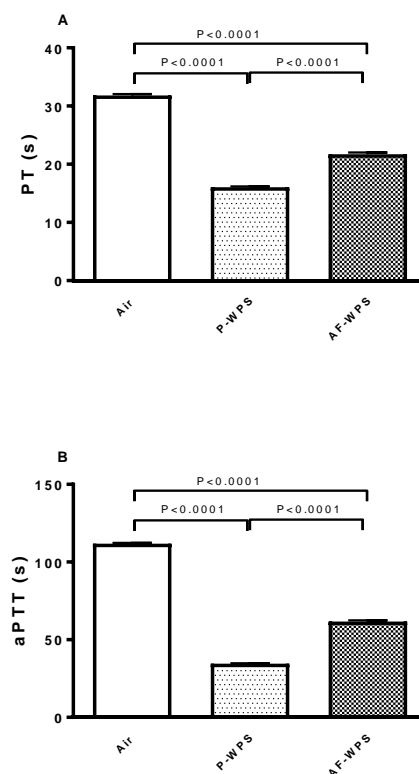 A
P<0.0001
P<0.0001 P<0.0001
PT (s)
40
30
20
10
0
Air
P-WPS
AF-WPS
B
P<0.0001
P<0.0001 P<0.0001
aPTT (s)
150
100
50
0
Air
P-WPS
AF-WPS